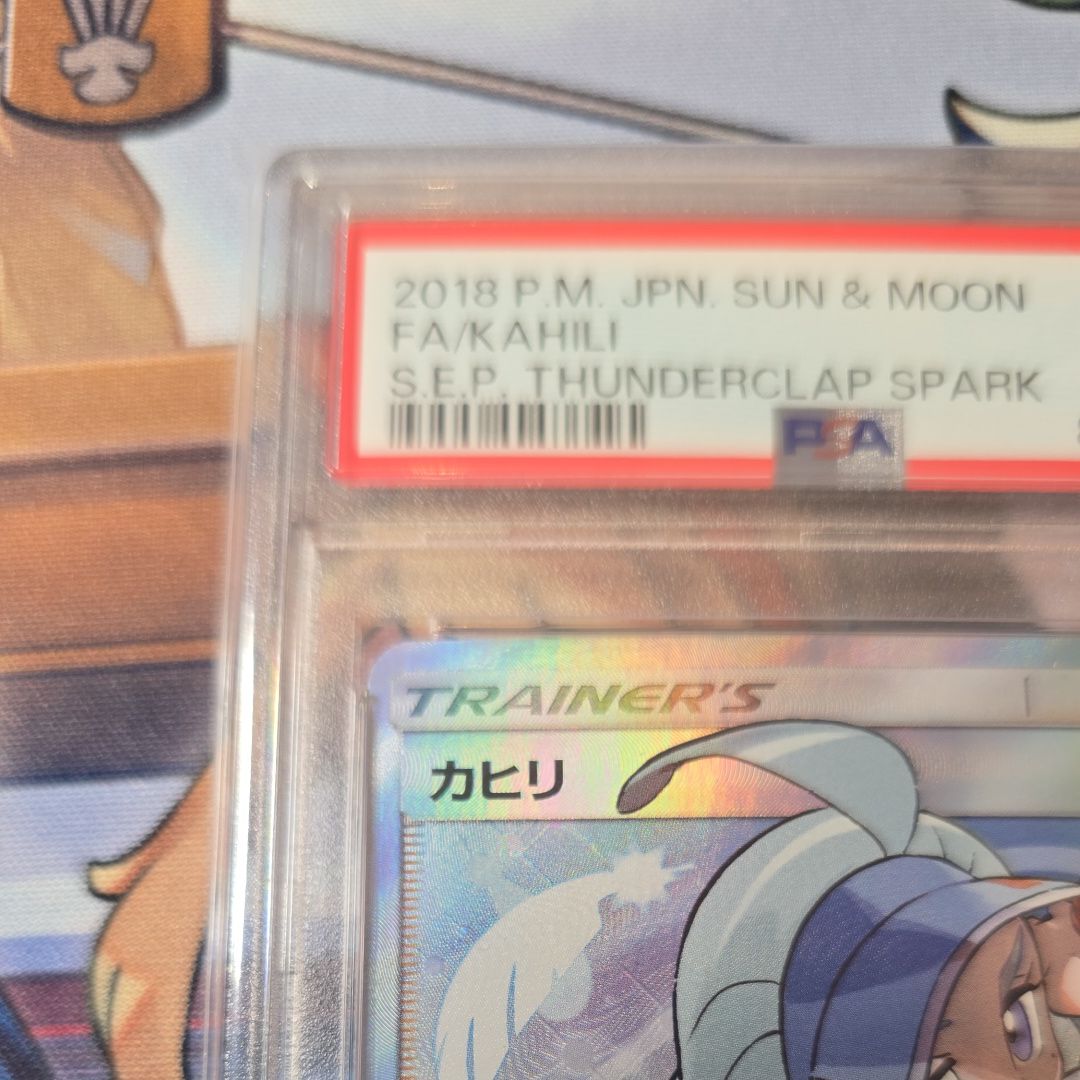 2018 P.M. JPN. SUN & MOON
FA/KAHILI
S.E.P. THUNDERCLAP SPARK
PSA
TRAINER'S
カヒリ